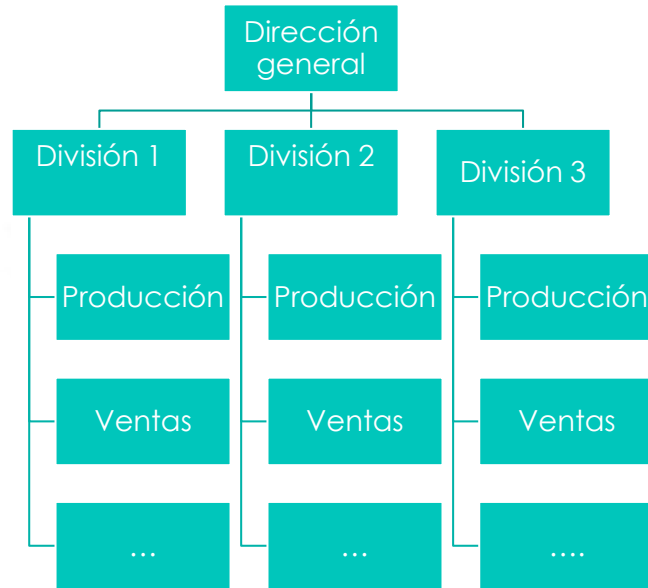 Dirección
general
División 1
División 2
División 3
Producción
Producción
Producción
Ventas
Ventas
Ventas
...
...
....